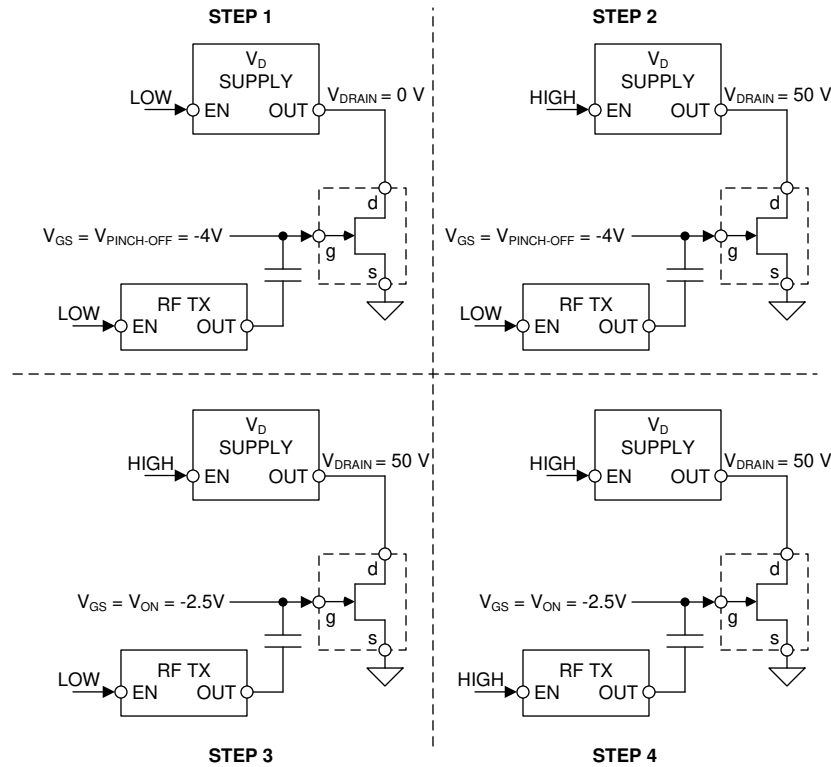 STEP 1
V_D
SUPPLY
LOW
EN
OUT
V_DRAIN = 0 V
d
V_GS = V_PINCH-OFF = -4V
g
s
RF TX
LOW
EN
OUT
STEP 2
V_D
SUPPLY
HIGH
EN
OUT
V_DRAIN = 50 V
d
V_GS = V_PINCH-OFF = -4V
g
s
RF TX
LOW
EN
OUT
V_D
SUPPLY
HIGH
EN
OUT
V_DRAIN = 50 V
d
V_GS = V_ON = -2.5V
g
s
RF TX
LOW
EN
OUT
STEP 3
V_D
SUPPLY
HIGH
EN
OUT
V_DRAIN = 50 V
d
V_GS = V_ON = -2.5V
g
s
RF TX
HIGH
EN
OUT
STEP 4